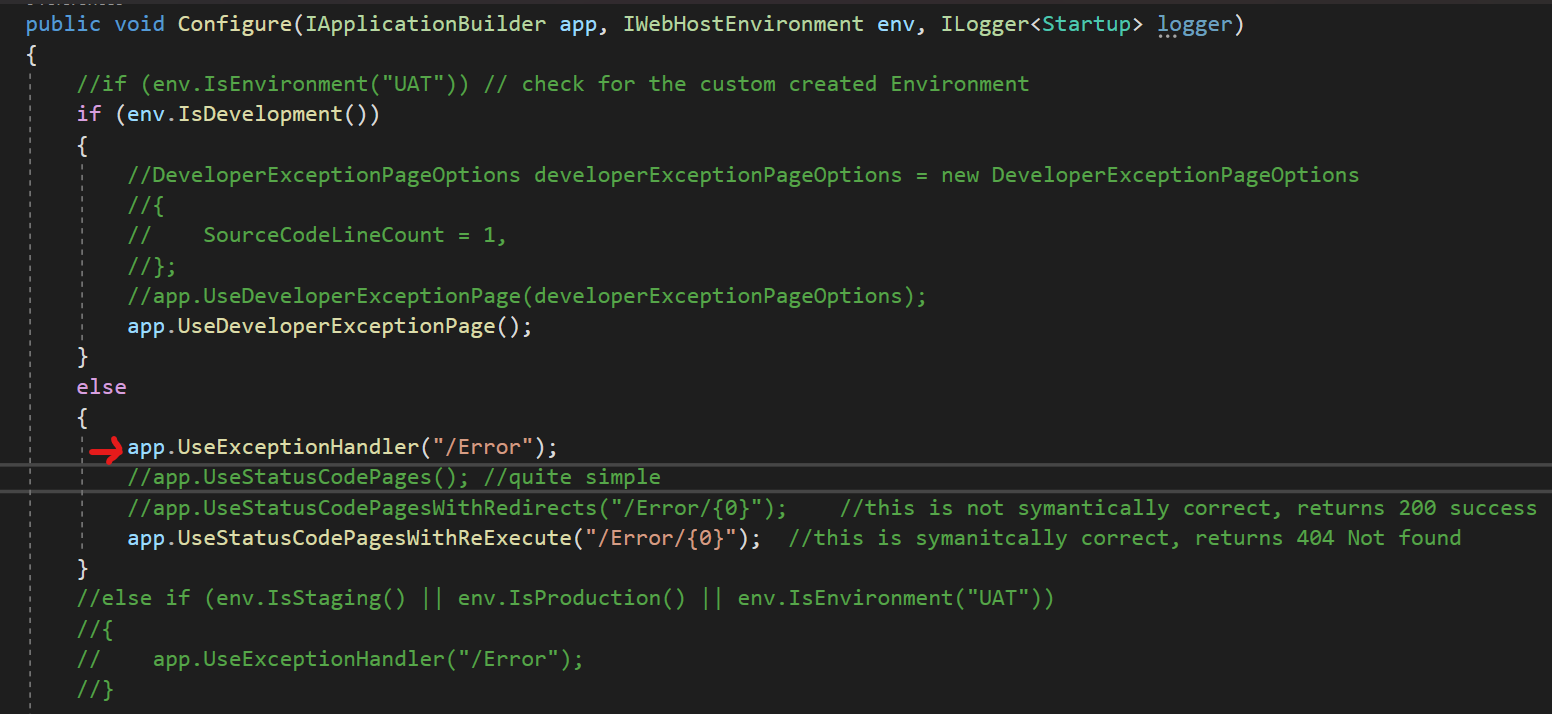 public void Configure(IApplicationBuilder app, IWebHostEnvironment env, ILogger<Startup> logger)
{
//if (env.IsEnvironment("UAT")) // check for the custom created Environment
if (env.IsDevelopment())
{
//DeveloperExceptionPageOptions developerExceptionPageOptions = new DeveloperExceptionPageOptions
//{
//    SourceCodeLineCount = 1,
//};
//app.UseDeveloperExceptionPage(developerExceptionPageOptions);
app.UseDeveloperExceptionPage();
}
else
{
app.UseExceptionHandler("/Error");
//app.UseStatusCodePages(); //quite simple
//app.UseStatusCodePagesWithRedirects("/Error/{0}");    //this is not symantically correct, returns 200 success
app.UseStatusCodePagesWithReExecute("/Error/{0}");  //this is symanitcally correct, returns 404 Not found
}
//else if (env.IsStaging() || env.IsProduction() || env.IsEnvironment("UAT"))
//{
//    app.UseExceptionHandler("/Error");
//}